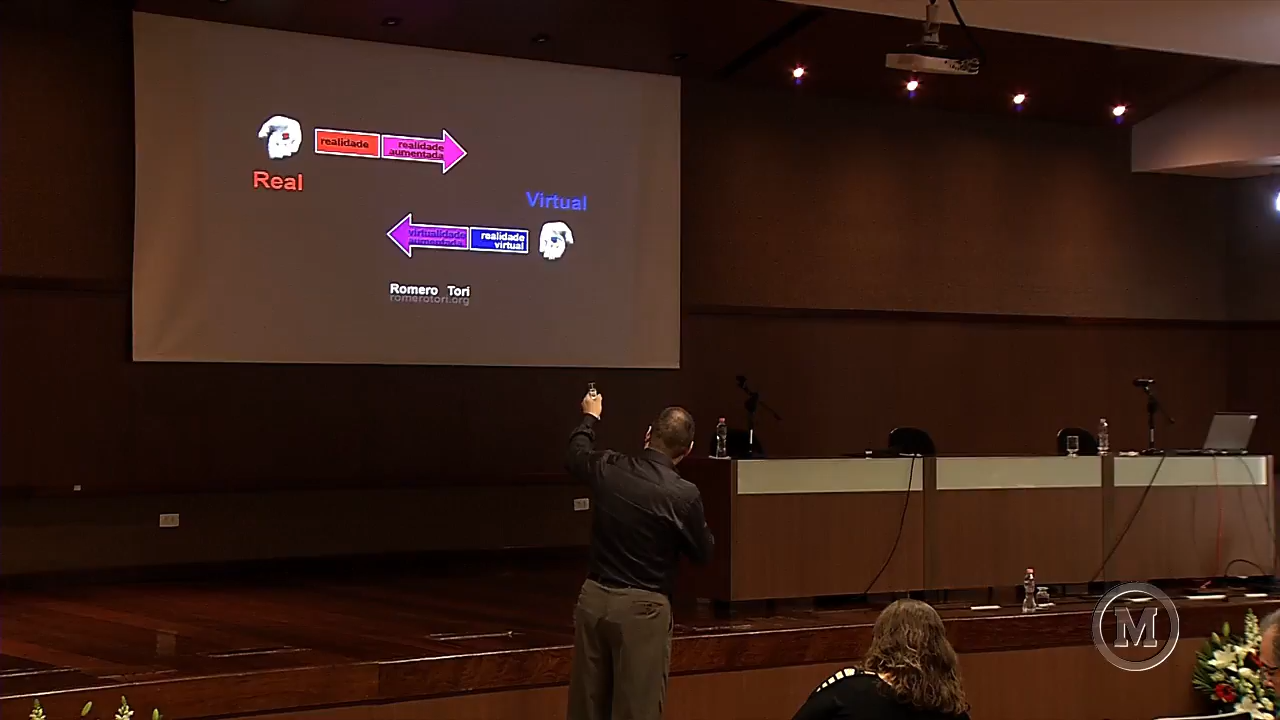 realidade
realidade
aumentada
Real
Virtual
virtualidade
aumentada
realidade
virtual
Romero Tori
romerotori.org
M